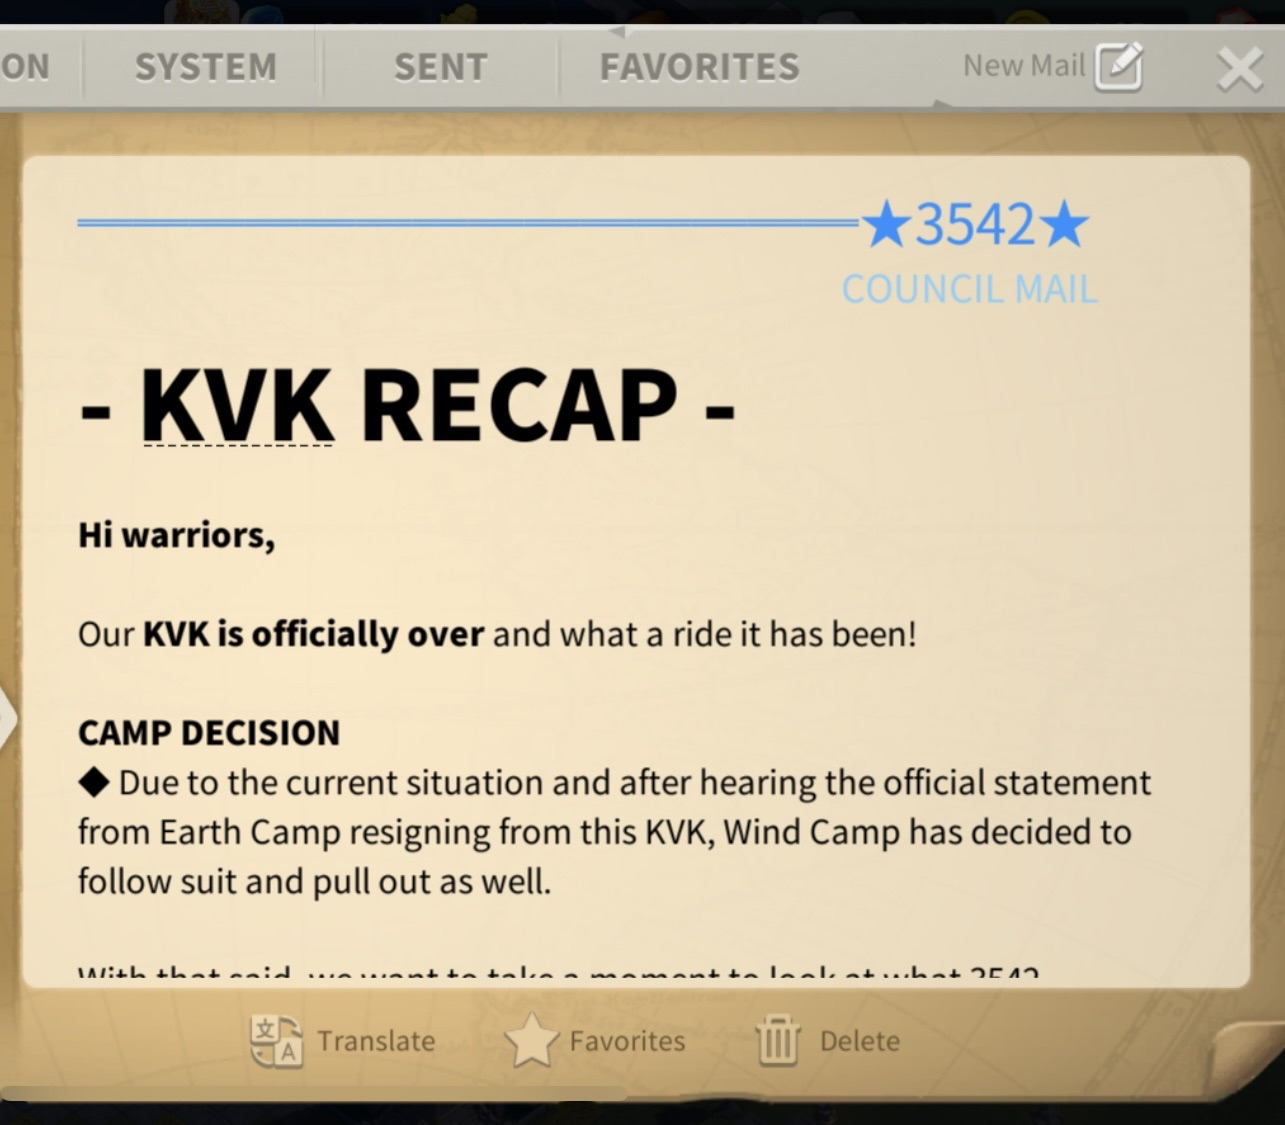 ON
SYSTEM
SENT
FAVORITES
New Mail
★3542★
COUNCIL MAIL
- KVK RECAP -
Hi warriors,
Our KVK is officially over and what a ride it has been!
CAMP DECISION
◆ Due to the current situation and after hearing the official statement
from Earth Camp resigning from this KVK, Wind Camp has decided to
follow suit and pull out as well.
With that said, we want to take a moment to look at what 3542
文
A
Translate
Favorites
Delete